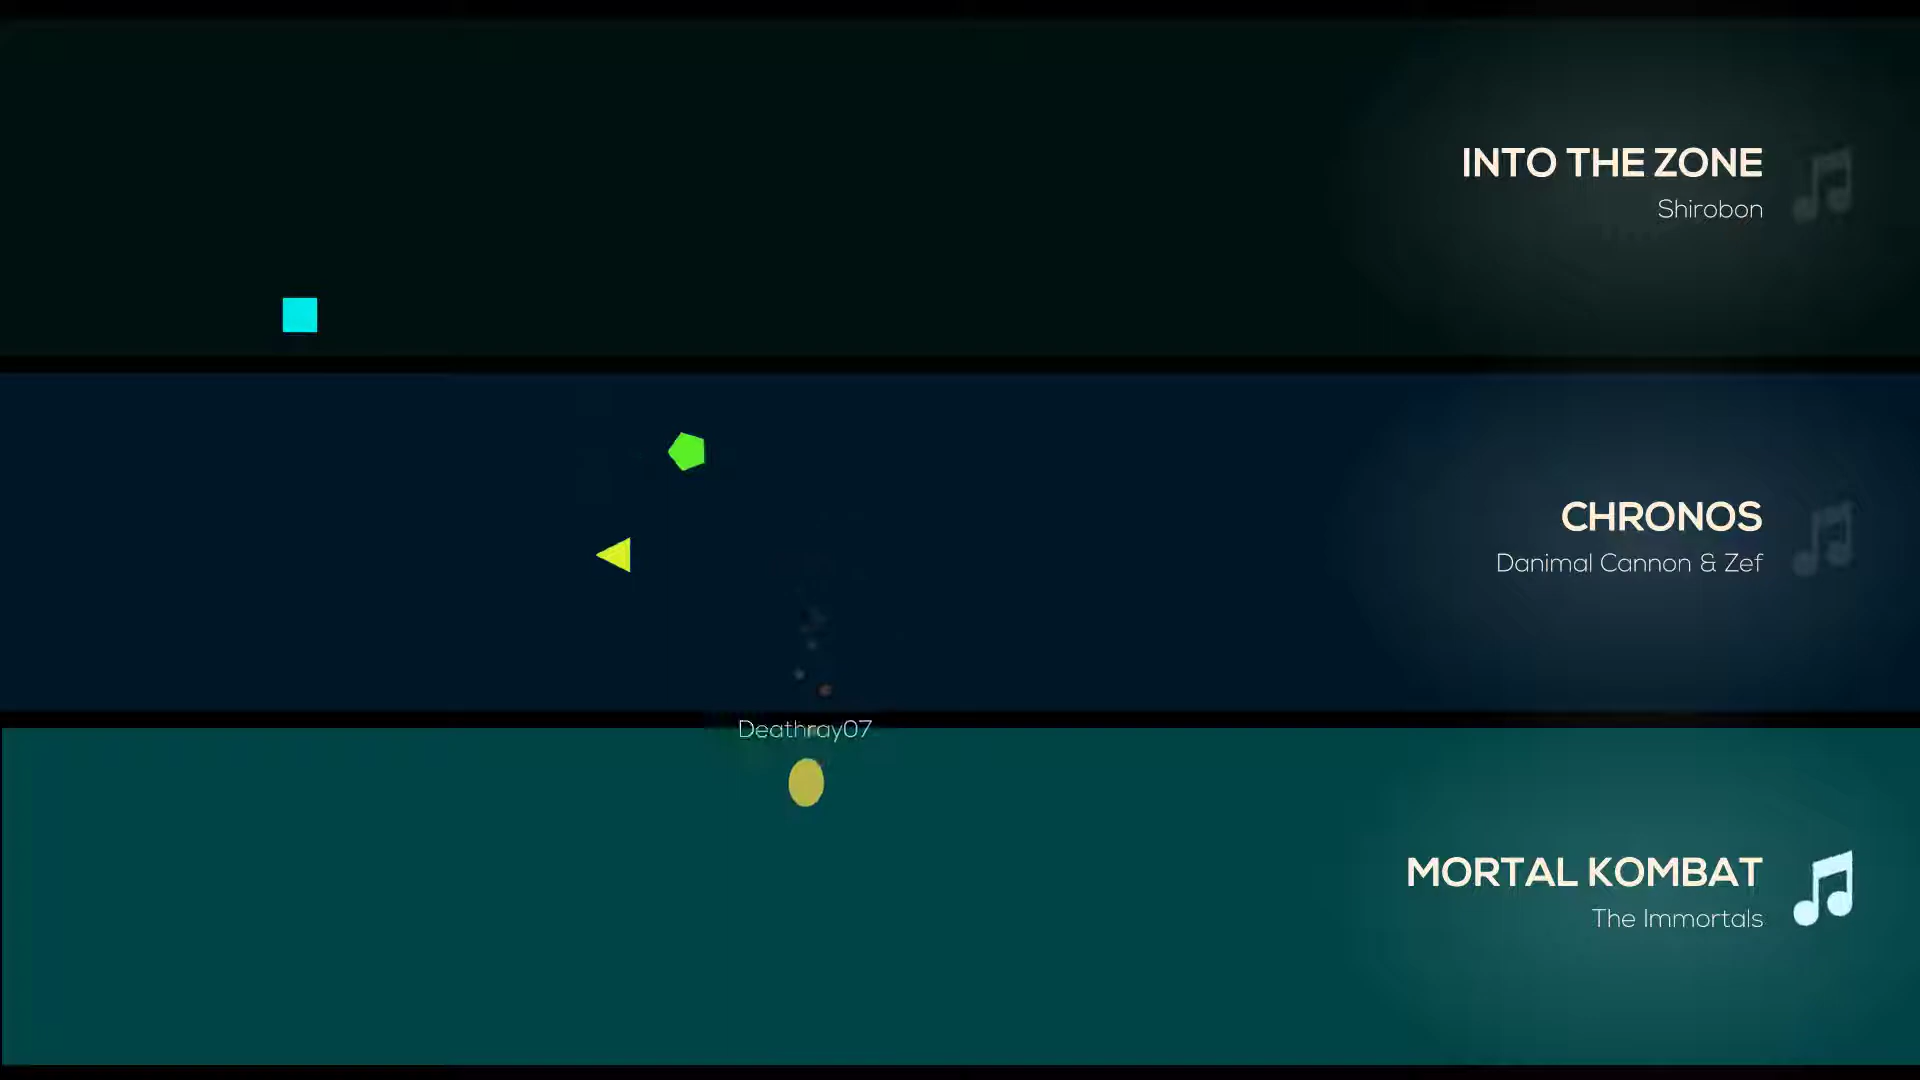 INTO THE ZONE
Shirobon
CHRONOS
Danimal Cannon & Zef
Deathray07
MORTAL KOMBAT
The Immortals